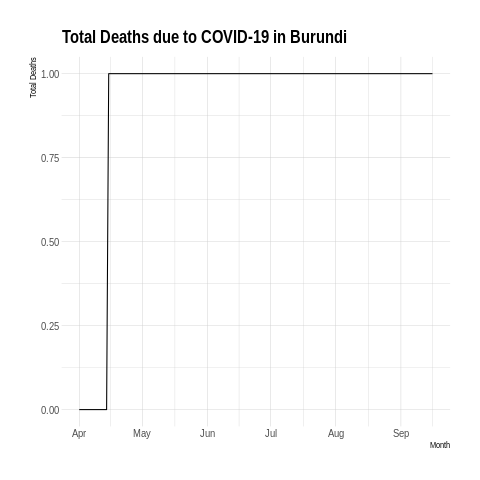 Total Deaths due to COVID-19 in Burundi
Total Deaths
1.00
0.75
0.50
0.25
0.00
Apr May Jun Jul Aug Sep
Month